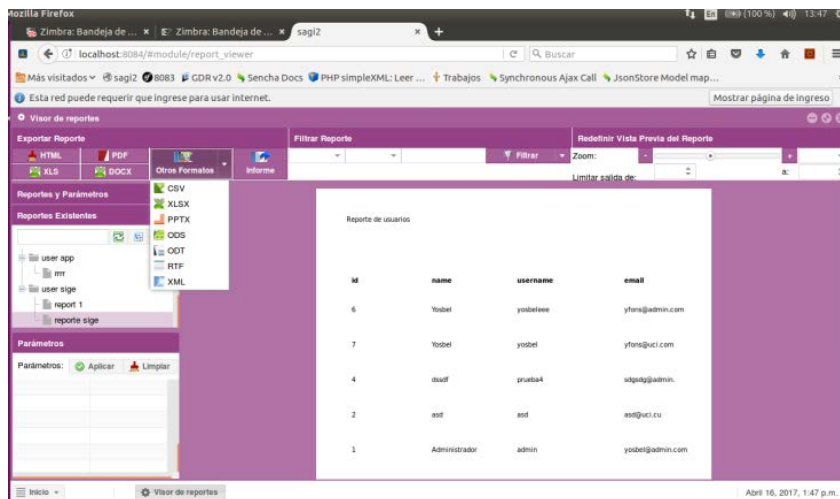 Mozilla Firefox
En (100 %) 13:47
Zimbra: Bandeja de ... × Zimbra: Bandeja de ... × sagi2 × +
localhost:8084/#module/report_viewer Buscar
Más visitados sagi2 8083 GDR v2.0 Sencha Docs PHP simpleXML: Leer ... Trabajos Synchronous Ajax Call JsonStore Model map...
Esta red puede requerir que ingrese para usar internet. Mostrar página de ingreso
Visor de reportes
Exportar Reporte Filtrar Reporte Redefinir Vista Previa del Reporte
HTML PDF Otros Formatos Informe Filtrar Zoom: - +
XLS DOCX Limitar salida de: a:
CSV
XLSX
PPTX
ODS
ODT
RTF
XML
Reportes y Parámetros
Reportes Existentes
user app
rrrr
user sige
report 1
reporte sige
Parámetros
Parámetros: Aplicar Limpiar
Reporte de usuarios
id name username email
6 Yosbel yosbeleee yfons@admin.com
7 Yosbel yosbel yfons@uci.com
4 dssdf prueba4 sdgsdg@admin.
2 asd asd asd@uci.cu
1 Administrador admin yosbel@admin.com
Inicio Visor de reportes Abril 16, 2017, 1:47 p.m.